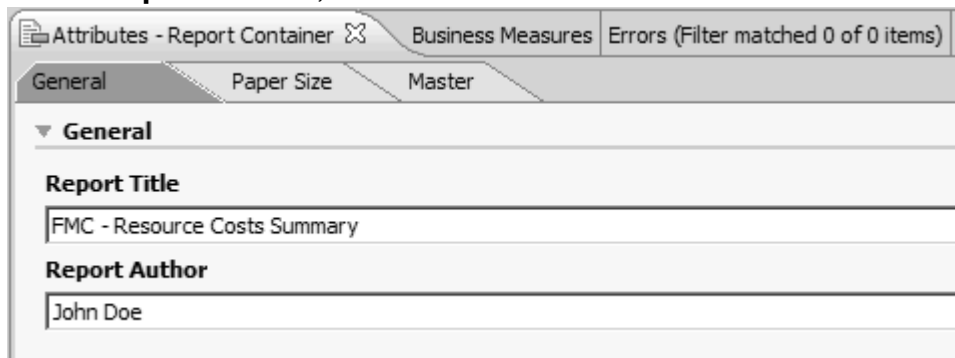 Attributes - Report Container Business Measures Errors (Filter matched 0 of 0 items)
General Paper Size Master
General
Report Title
FMC - Resource Costs Summary
Report Author
John Doe